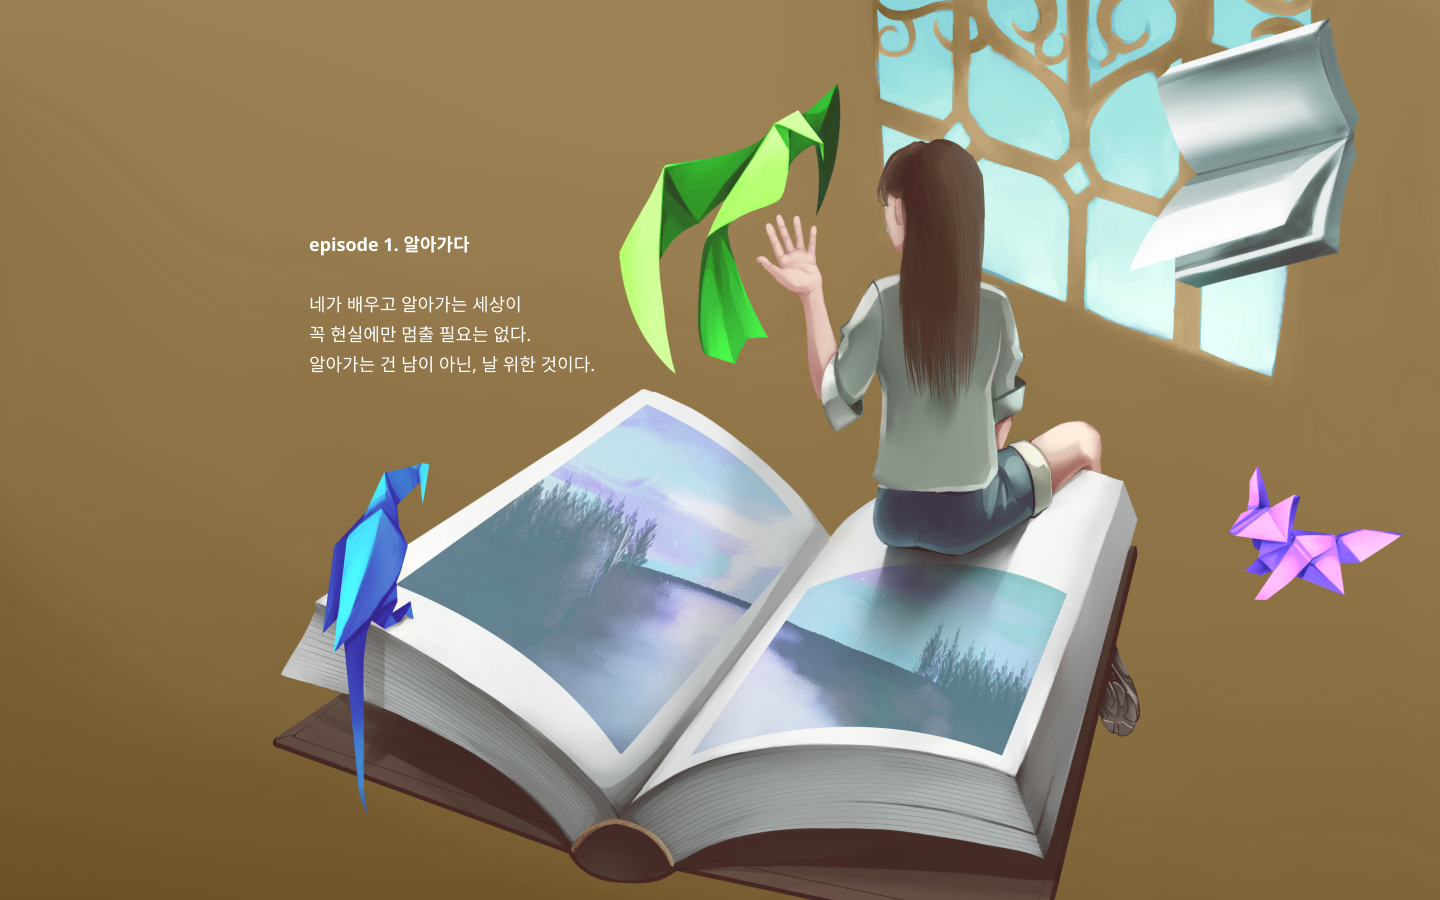 episode 1. 알아가다
네가 배우고 알아가는 세상이
꼭 현실에만 멈출 필요는 없다.
알아가는 건 남이 아닌, 날 위한 것이다.